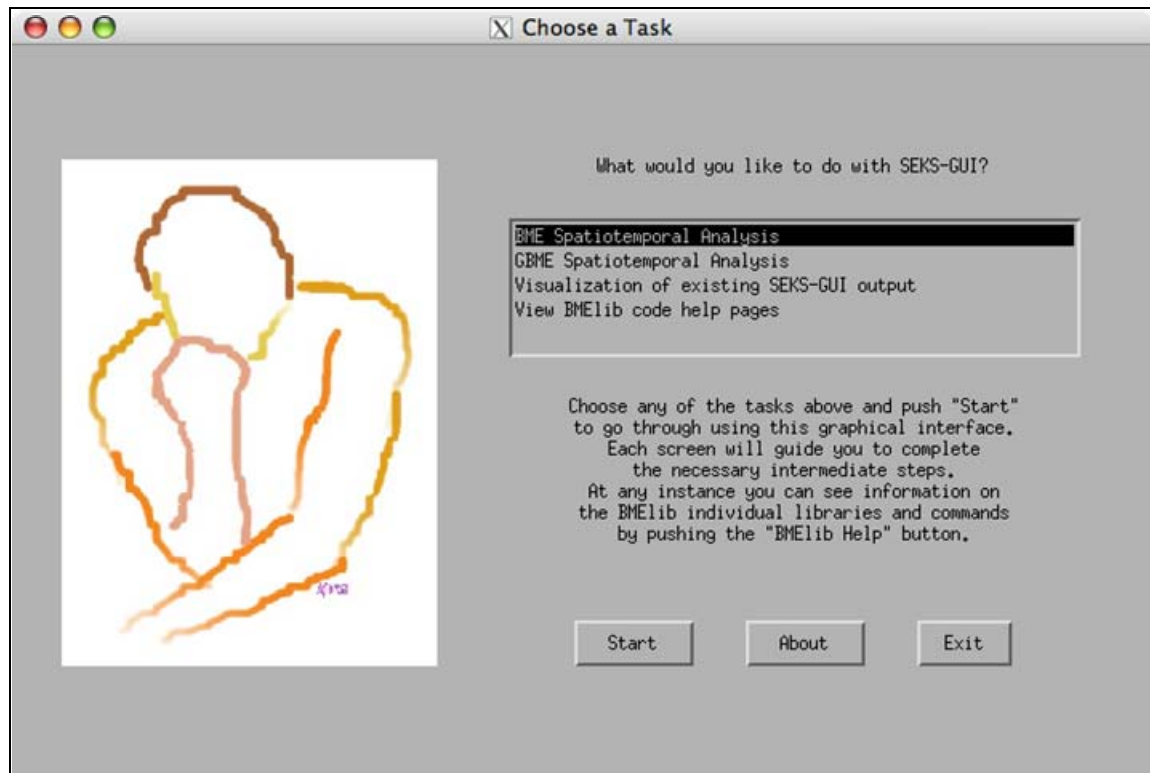 Choose a Task
What would you like to do with SEKS-GUI?
BME Spatiotemporal Analysis
GBME Spatiotemporal Analysis
Visualization of existing SEKS-GUI output
View BMElib code help pages
Choose any of the tasks above and push "Start"
to go through using this graphical interface.
Each screen will guide you to complete
the necessary intermediate steps.
At any instance you can see information on
the BMElib individual libraries and commands
by pushing the "BMElib Help" button.
Start
About
Exit